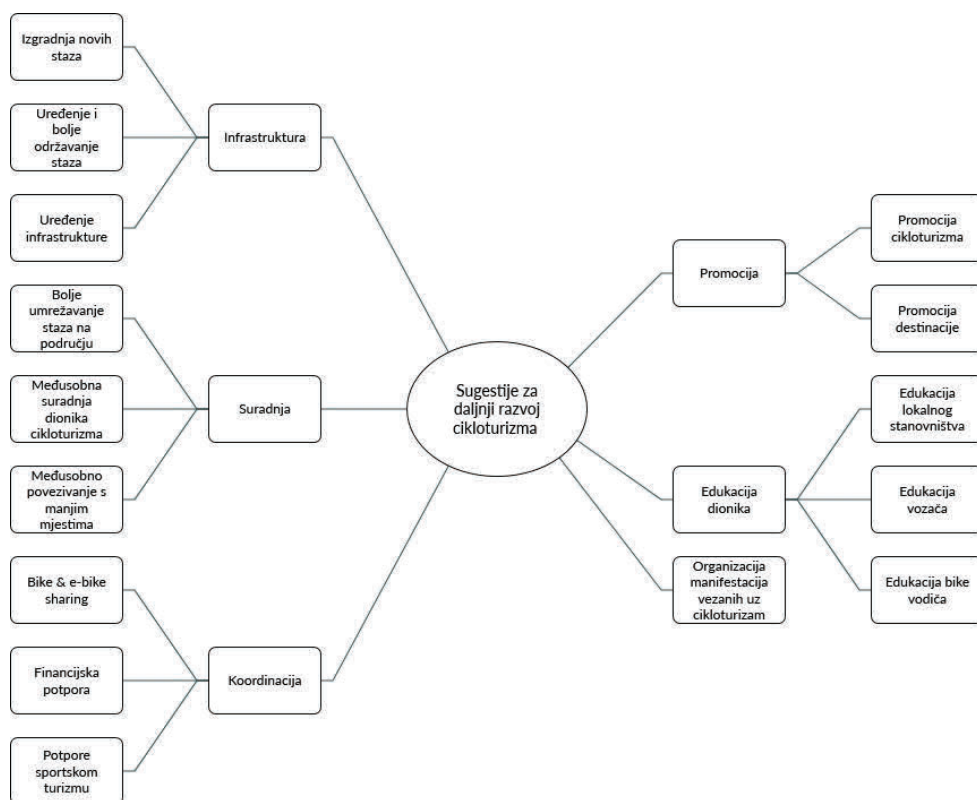 Izgradnja novih
staza
Uređenje i
bolje
održavanje
staza
Uređenje
infrastrukture
Infrastruktura
Bolje
umrežavanje
staza na
području
Međusobna
suradnja
dionika
cikloturizma
Međusobno
povezivanje s
manjim
mjestima
Suradnja
Bike & e-bike
sharing
Financijska
potpora
Potpore
sportskom
turizmu
Koordinacija
Sugestije za
daljnji razvoj
cikloturizma
Promocija
Promocija
cikloturizma
Promocija
destinacije
Edukacija
dionika
Edukacija
lokalnog
stanovništva
Edukacija
vozača
Edukacija bike
vodiča
Organizacija
manifestacija
vezanih uz
cikloturizam